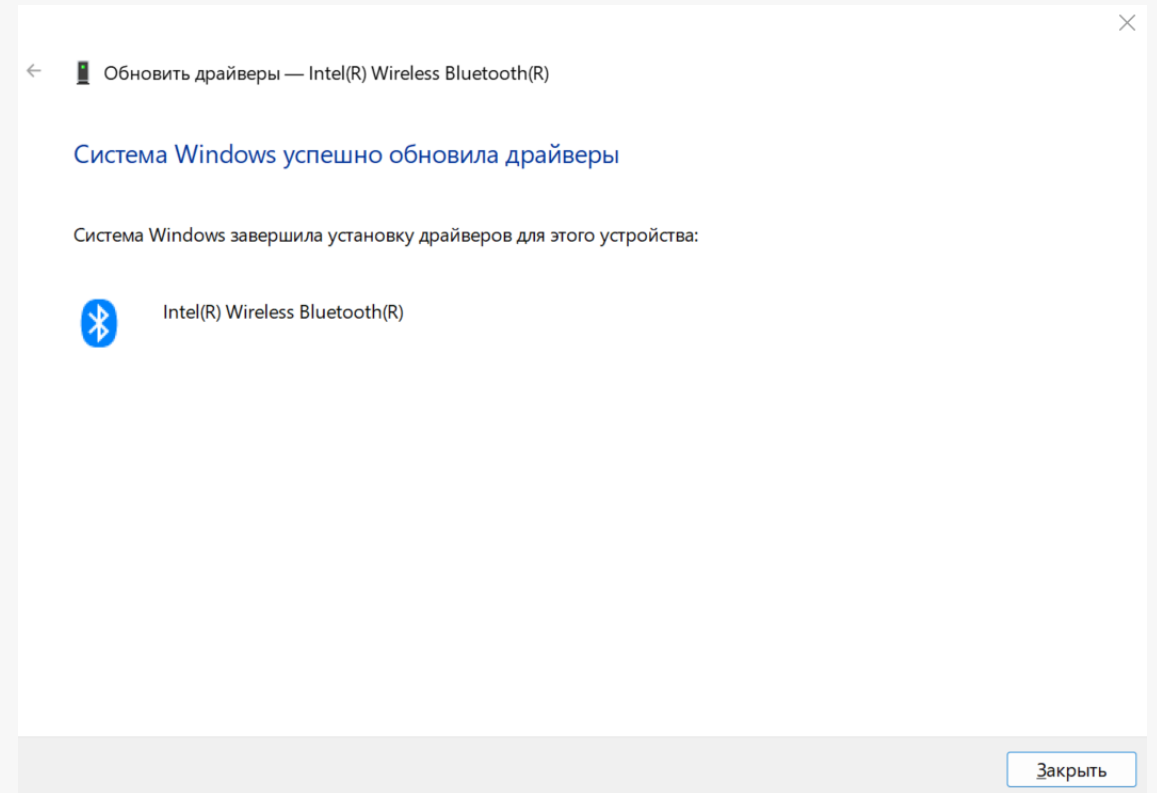 Обновить драйверы — Intel(R) Wireless Bluetooth(R)
Система Windows успешно обновила драйверы
Система Windows завершила установку драйверов для этого устройства:
Intel(R) Wireless Bluetooth(R)
Закрыть